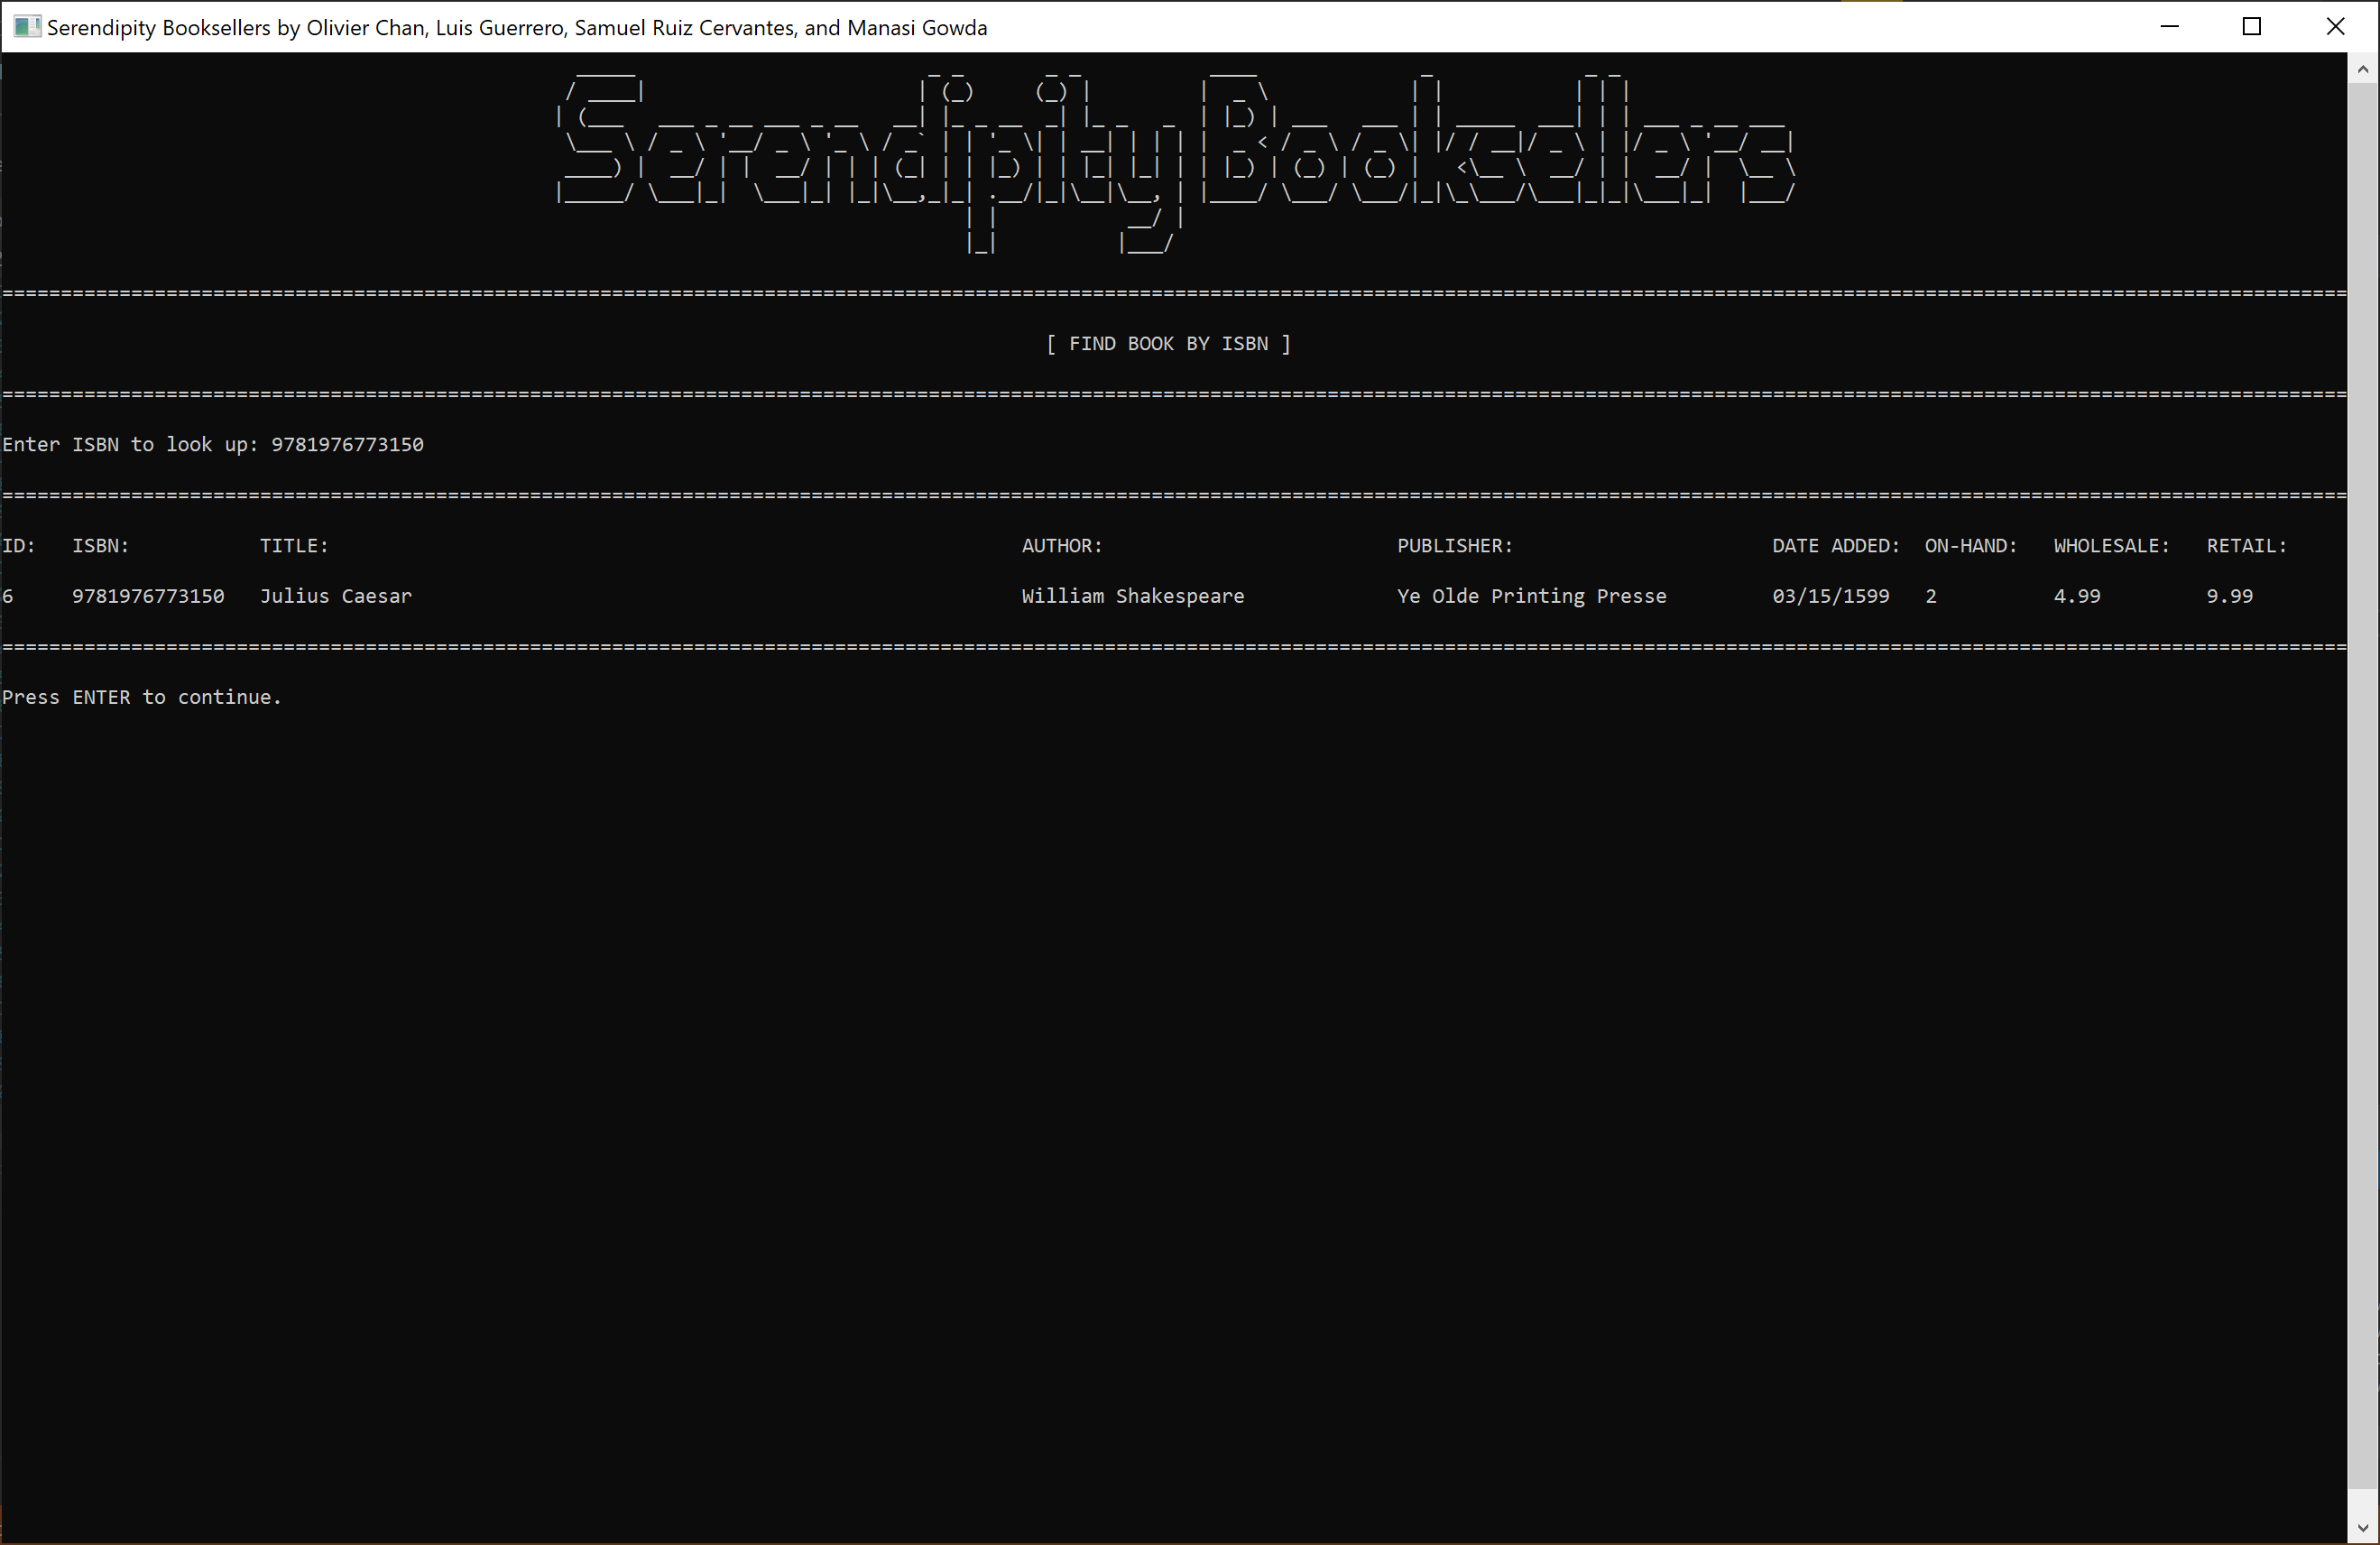 Serendipity Booksellers by Olivier Chan, Luis Guerrero, Samuel Ruiz Cervantes, and Manasi Gowda
Serendipity Booksellers
[ FIND BOOK BY ISBN ]
Enter ISBN to look up: 9781976773150
ID: ISBN: TITLE: AUTHOR: PUBLISHER: DATE ADDED: ON-HAND: WHOLESALE: RETAIL:
6 9781976773150 Julius Caesar William Shakespeare Ye Olde Printing Presse 03/15/1599 2 4.99 9.99
Press ENTER to continue.